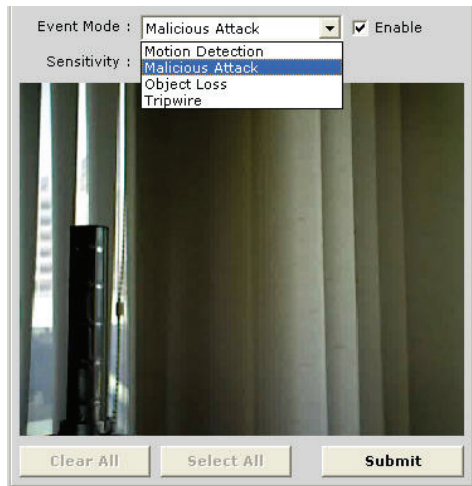 Event Mode : Malicious Attack Enable
Motion Detection
Sensitivity : Malicious Attack
Object Loss
Tripwire
Clear All Select All Submit